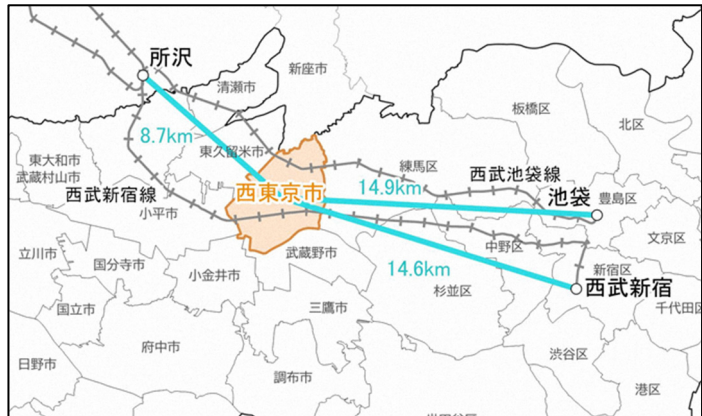 所沢
新座市
清瀬市
板橋区
北区
8.7km
東久留米市
練馬区
東大和市
武蔵村山市
西武池袋線
西東京市
14.9km
池袋
豊島区
西武新宿線
小平市
文京区
立川市
国分寺市
武蔵野市
中野区
小金井市
14.6km
新宿区
杉並区
西武新宿
国立市
三鷹市
千代田区
府中市
渋谷区
日野市
調布市
港区